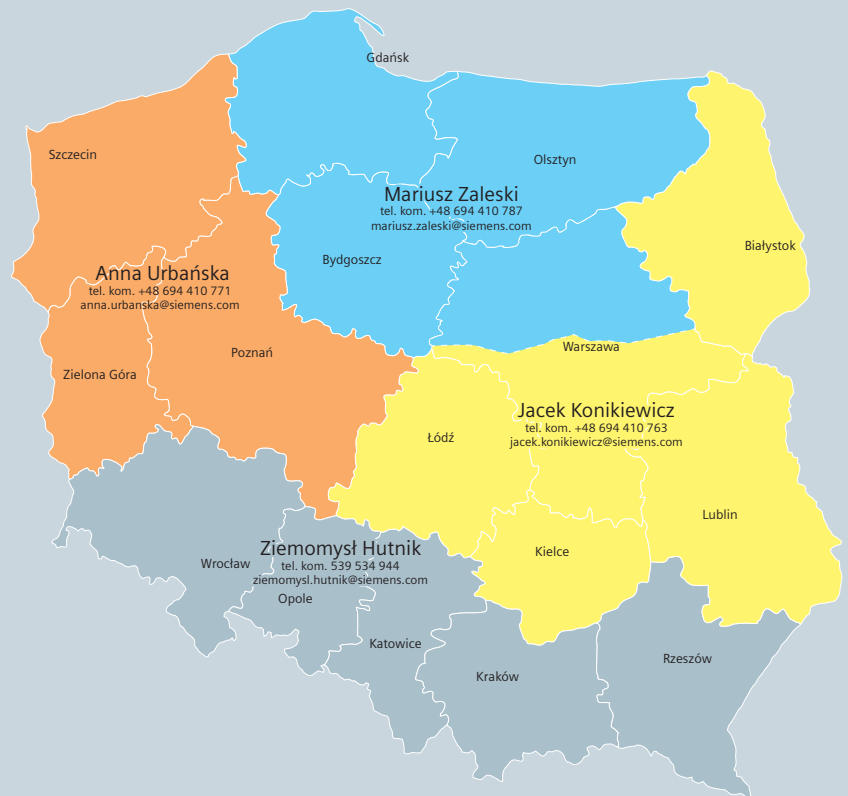 Gdańsk
Szczecin
Olsztyn
Mariusz Zaleski
tel. kom. +48 694 410 787
mariusz.zaleski@siemens.com
Białystok
Bydgoszcz
Anna Urbańska
tel. kom. +48 694 410 771
anna.urbanska@siemens.com
Warszawa
Poznań
Zielona Góra
Jacek Konikiewicz
tel. kom. +48 694 410 763
jacek.konikiewicz@siemens.com
Łódź
Lublin
Ziemomysł Hutnik
tel. kom. 539 534 944
ziemomysl.hutnik@siemens.com
Kielce
Wrocław
Opole
Katowice
Rzeszów
Kraków